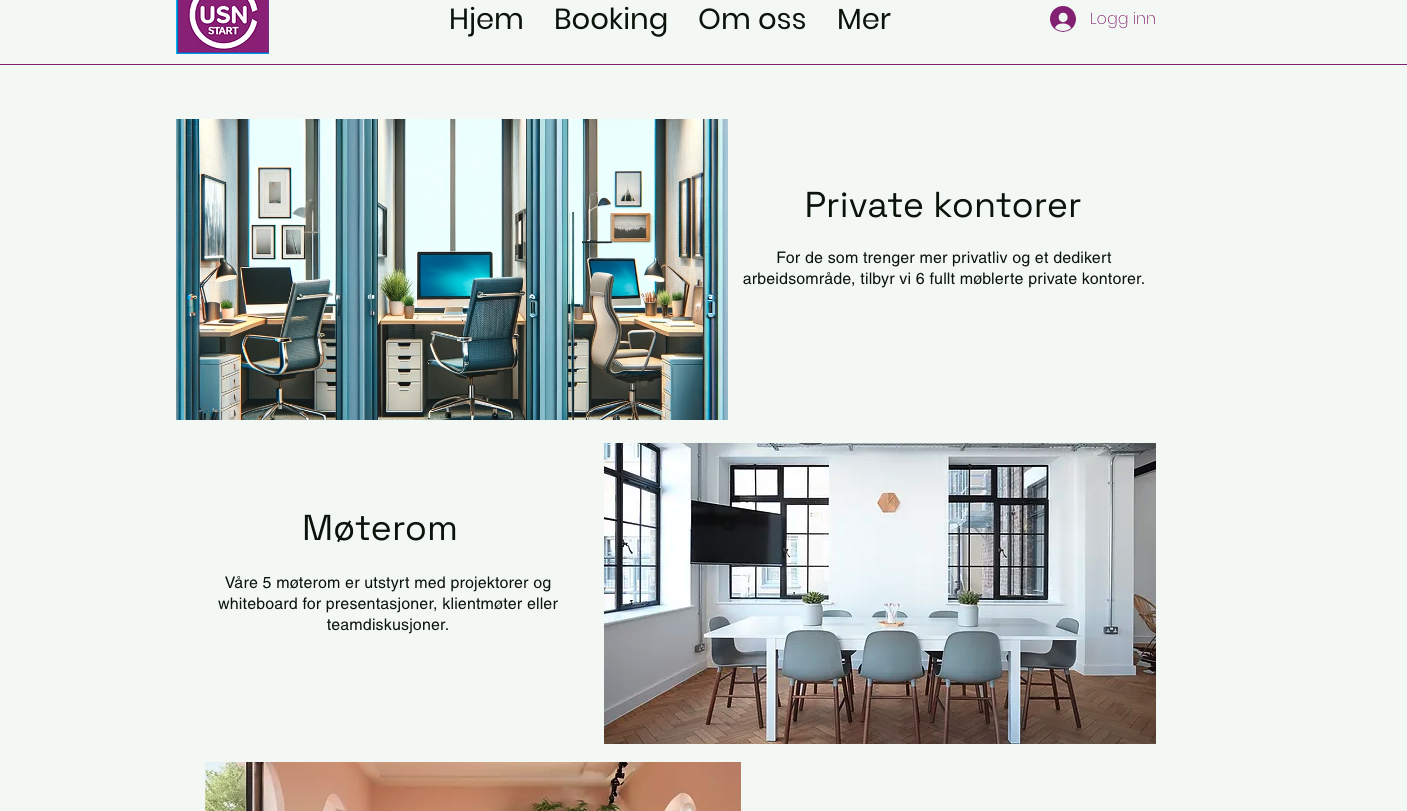 USN
START
Hjem Booking Om oss Mer
Logg inn
Private kontorer
For de som trenger mer privatliv og et dedikert
arbeidsområde, tilbyr vi 6 fullt møblerte private kontorer.
Møterom
Våre 5 møterom er utstyrt med projektorer og
whiteboard for presentasjoner, klientmøter eller
teamdiskusjoner.